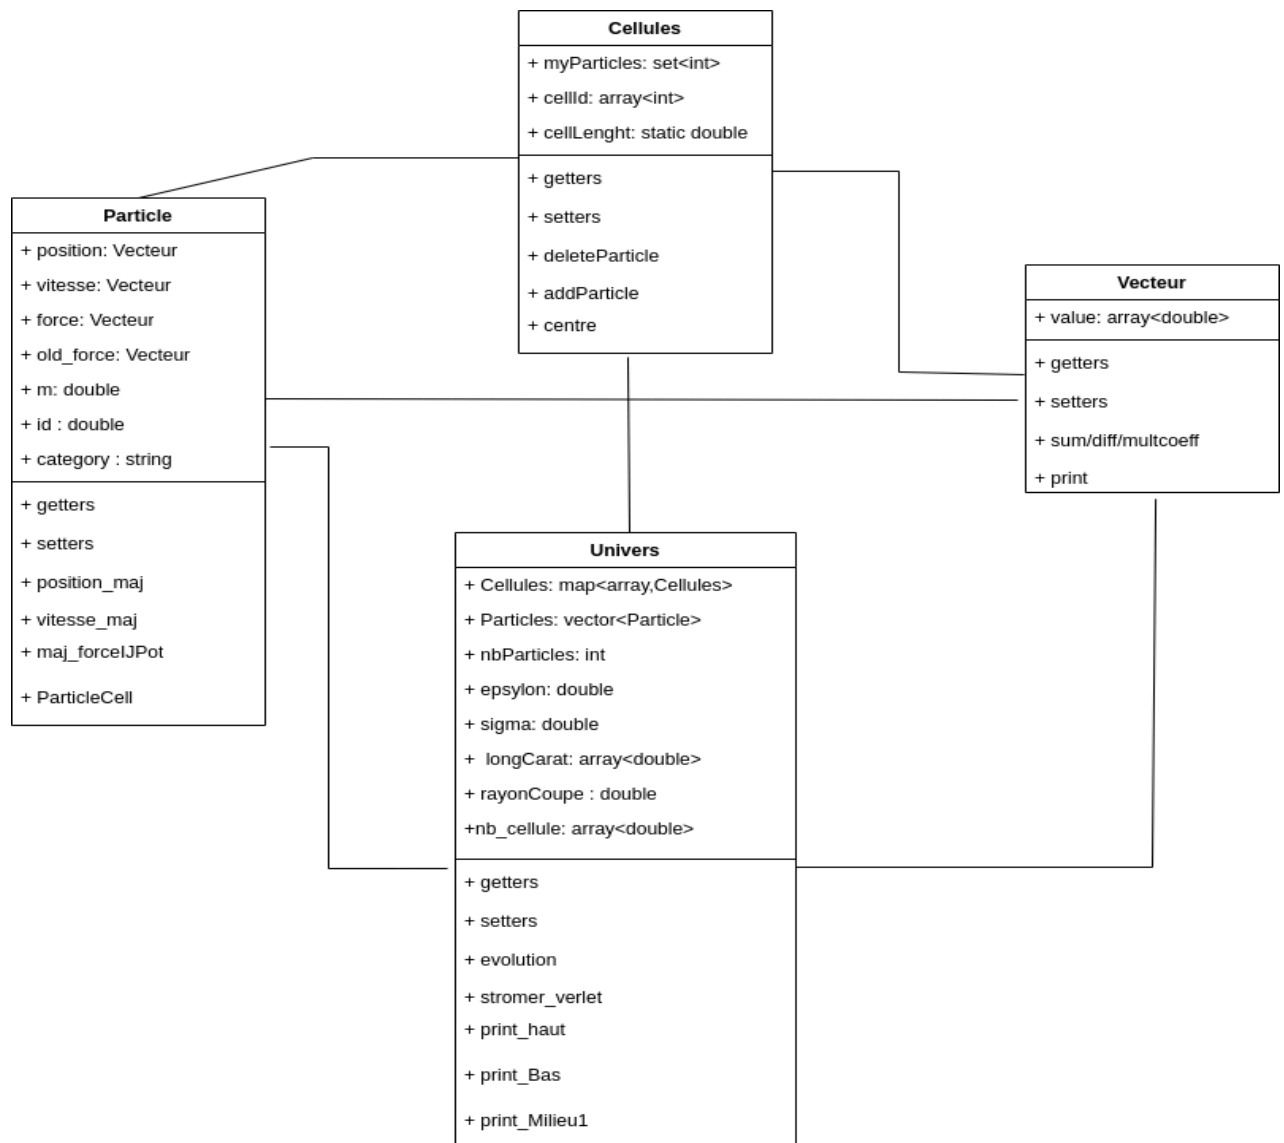 Cellules
+ myParticles: set<int>
+ cellId: array<int>
+ cellLenght: static double
+ getters
+ setters
+ deleteParticle
+ addParticle
+ centre
Particle
+ position: Vecteur
+ vitesse: Vecteur
+ force: Vecteur
+ old_force: Vecteur
+ m: double
+ id : double
+ category : string
+ getters
+ setters
+ position_maj
+ vitesse_maj
+ maj_forceIJPot
+ ParticleCell
Vecteur
+ value: array<double>
+ getters
+ setters
+ sum/diff/multcoeff
+ print
Univers
+ Cellules: map<array,Cellules>
+ Particles: vector<Particle>
+ nbParticles: int
+ epsylon: double
+ sigma: double
+ longCarat: array<double>
+ rayonCoupe : double
+nb_cellule: array<double>
+ getters
+ setters
+ evolution
+ stromer_verlet
+ print_haut
+ print_Bas
+ print_Milieu1